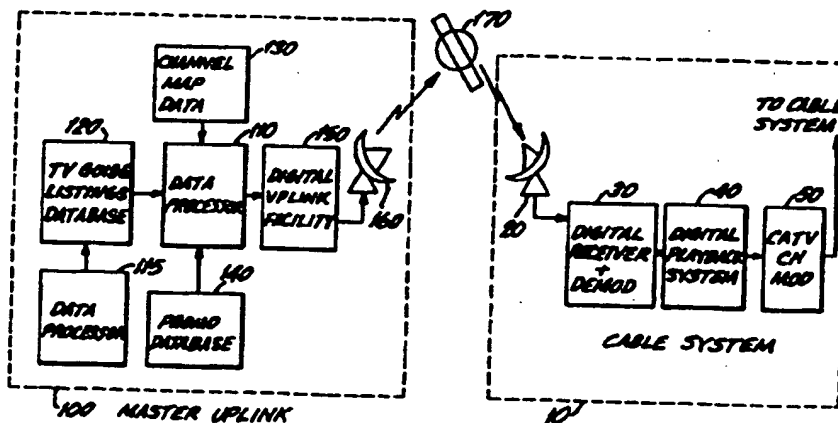 130
CHANNEL
MAP
DATA
170
TO CABLE
SYSTEM
120
110
150
TV GUIDE
LISTINGS
DATABASE
DATA
PROCESSOR
DIGITAL
UPLINK
FACILITY
160
20
30
40
50
DIGITAL
RECEIVER
+
DEMOD
DIGITAL
PLAYBACK
SYSTEM
CATV
CH
MOD
115
140
DATA
PROCESSOR
PROMO
DATABASE
CABLE SYSTEM
100 MASTER UPLINK
10